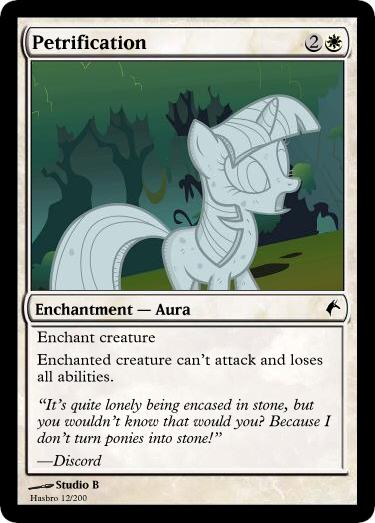 Petrification 2
Enchantment — Aura
Enchant creature
Enchanted creature can't attack and loses
all abilities.
“It's quite lonely being encased in stone, but
you wouldn't know that would you? Because I
don't turn ponies into stone!”
—Discord
Studio B
Hasbro 12/200